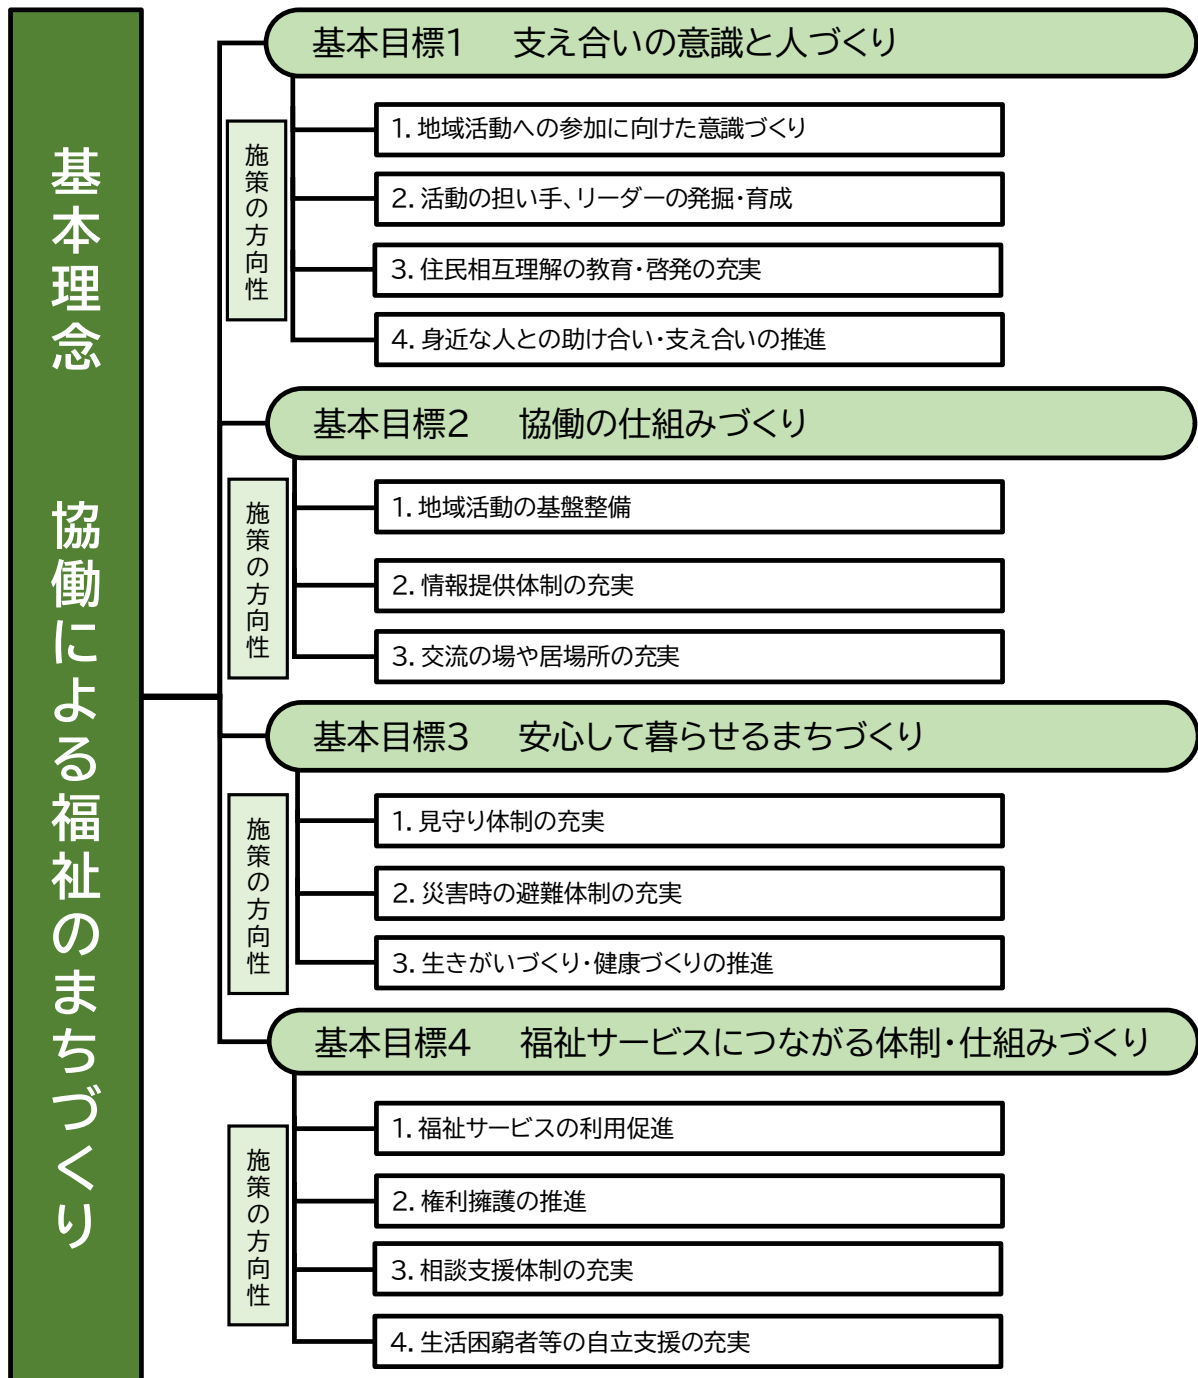 基本理念　協働による福祉のまちづくり
基本目標1　支え合いの意識と人づくり
施策の方向性
1．地域活動への参加に向けた意識づくり
2．活動の担い手、リーダーの発掘・育成
3．住民相互理解の教育・啓発の充実
4．身近な人との助け合い・支え合いの推進
基本目標2　協働の仕組みづくり
施策の方向性
1．地域活動の基盤整備
2．情報提供体制の充実
3．交流の場や居場所の充実
基本目標3　安心して暮らせるまちづくり
施策の方向性
1．見守り体制の充実
2．災害時の避難体制の充実
3．生きがいづくり・健康づくりの推進
基本目標4　福祉サービスにつながる体制・仕組みづくり
施策の方向性
1．福祉サービスの利用促進
2．権利擁護の推進
3．相談支援体制の充実
4．生活困窮者等の自立支援の充実